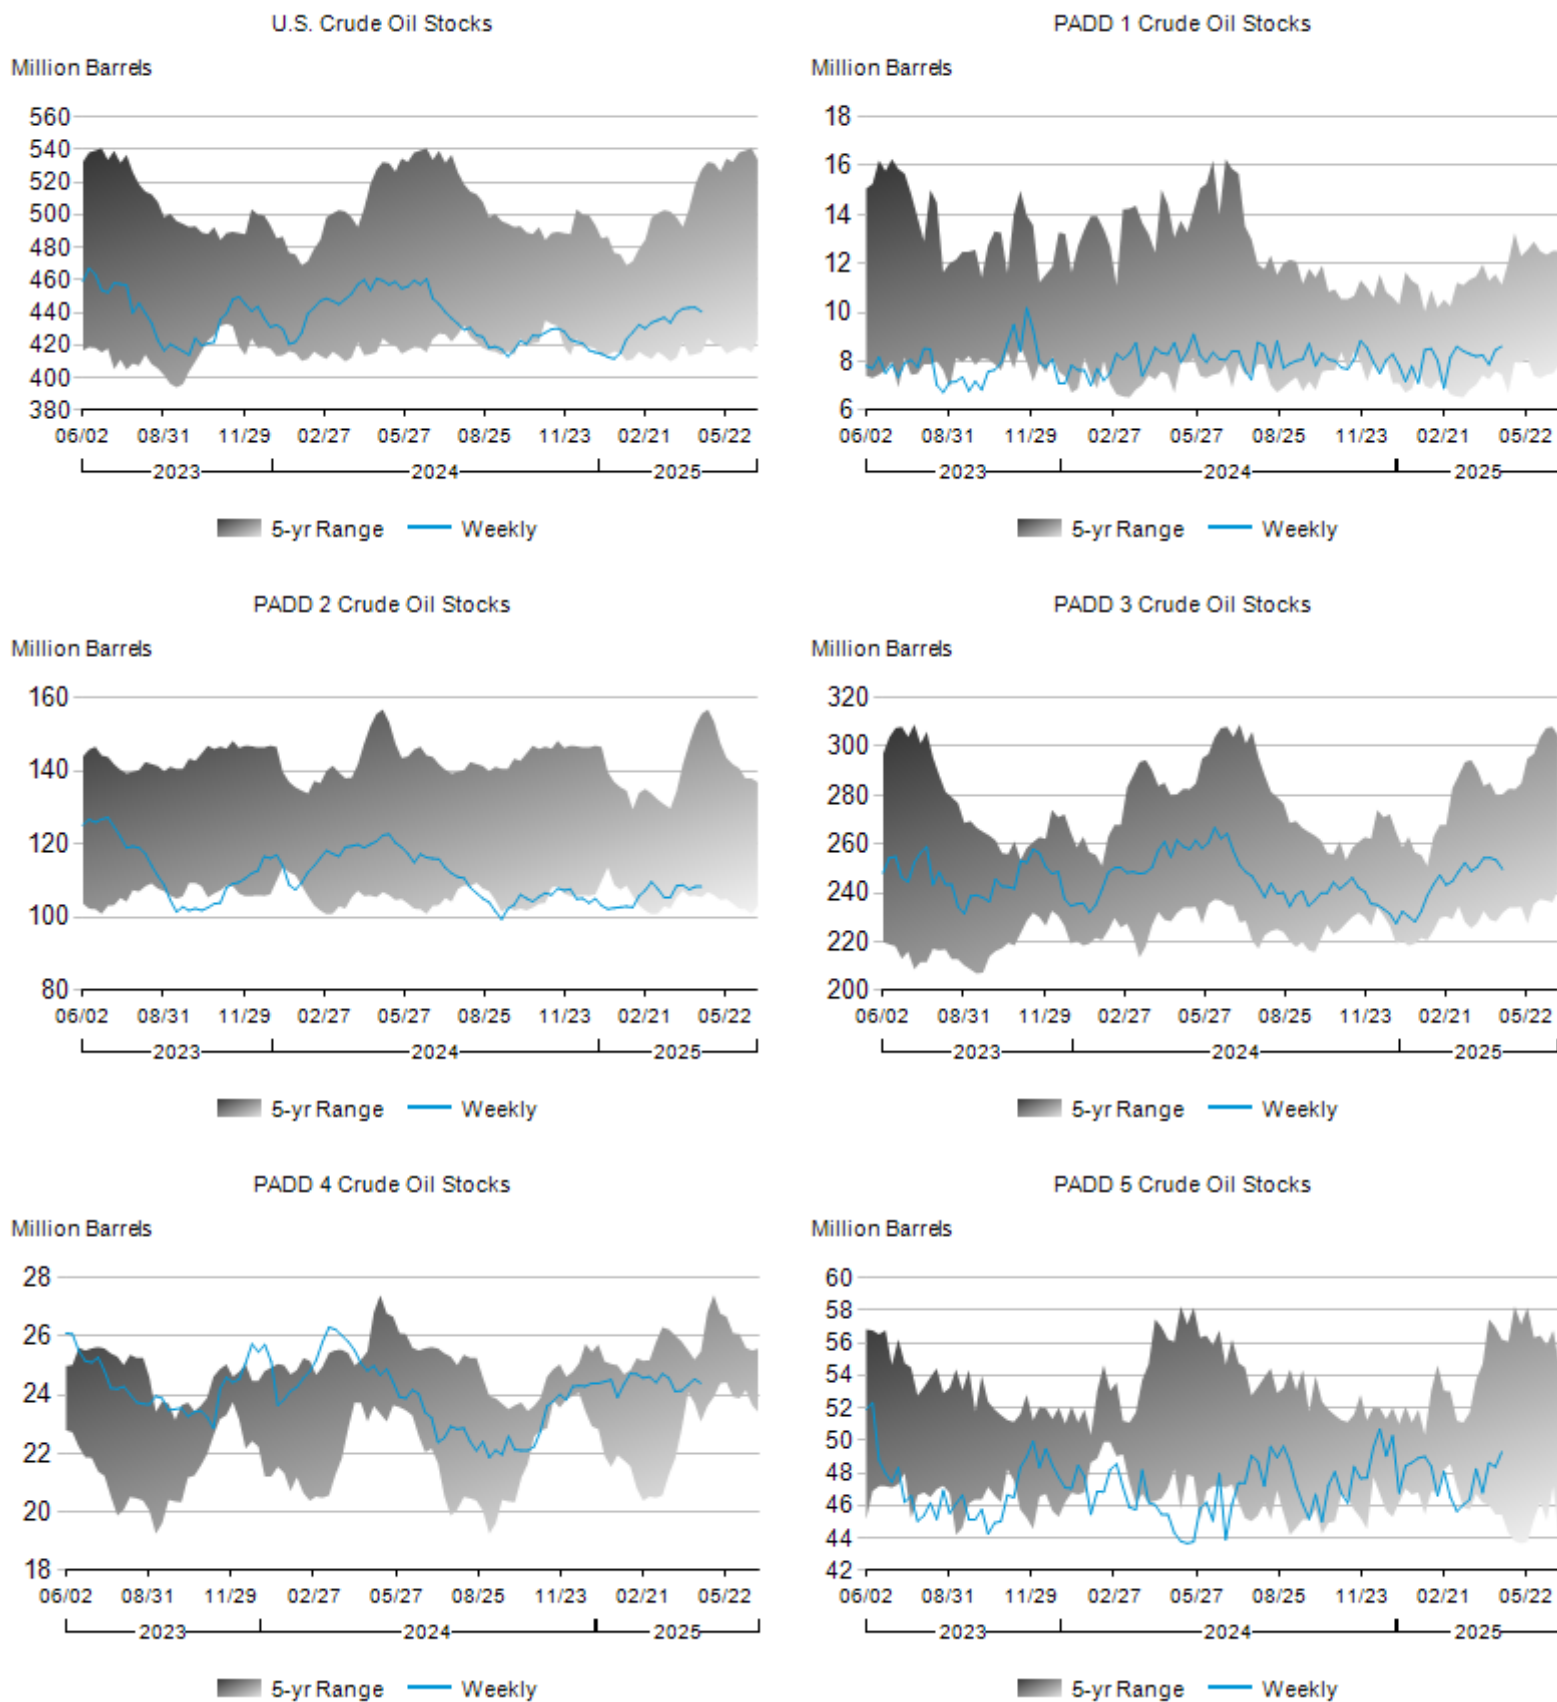 U.S. Crude Oil Stocks
Million Barrels
560
540
520
500
480
460
440
420
400
380
06/02 08/31 11/29 02/27 05/27 08/25 11/23 02/21 05/22
2023 2024 2025
5-yr Range Weekly
PADD 1 Crude Oil Stocks
Million Barrels
18
16
14
12
10
8
6
06/02 08/31 11/29 02/27 05/27 08/25 11/23 02/21 05/22
2023 2024 2025
5-yr Range Weekly
PADD 2 Crude Oil Stocks
Million Barrels
160
140
120
100
80
06/02 08/31 11/29 02/27 05/27 08/25 11/23 02/21 05/22
2023 2024 2025
5-yr Range Weekly
PADD 3 Crude Oil Stocks
Million Barrels
320
300
280
260
240
220
200
06/02 08/31 11/29 02/27 05/27 08/25 11/23 02/21 05/22
2023 2024 2025
5-yr Range Weekly
PADD 4 Crude Oil Stocks
Million Barrels
28
26
24
22
20
18
06/02 08/31 11/29 02/27 05/27 08/25 11/23 02/21 05/22
2023 2024 2025
5-yr Range Weekly
PADD 5 Crude Oil Stocks
Million Barrels
60
58
56
54
52
50
48
46
44
42
06/02 08/31 11/29 02/27 05/27 08/25 11/23 02/21 05/22
2023 2024 2025
5-yr Range Weekly